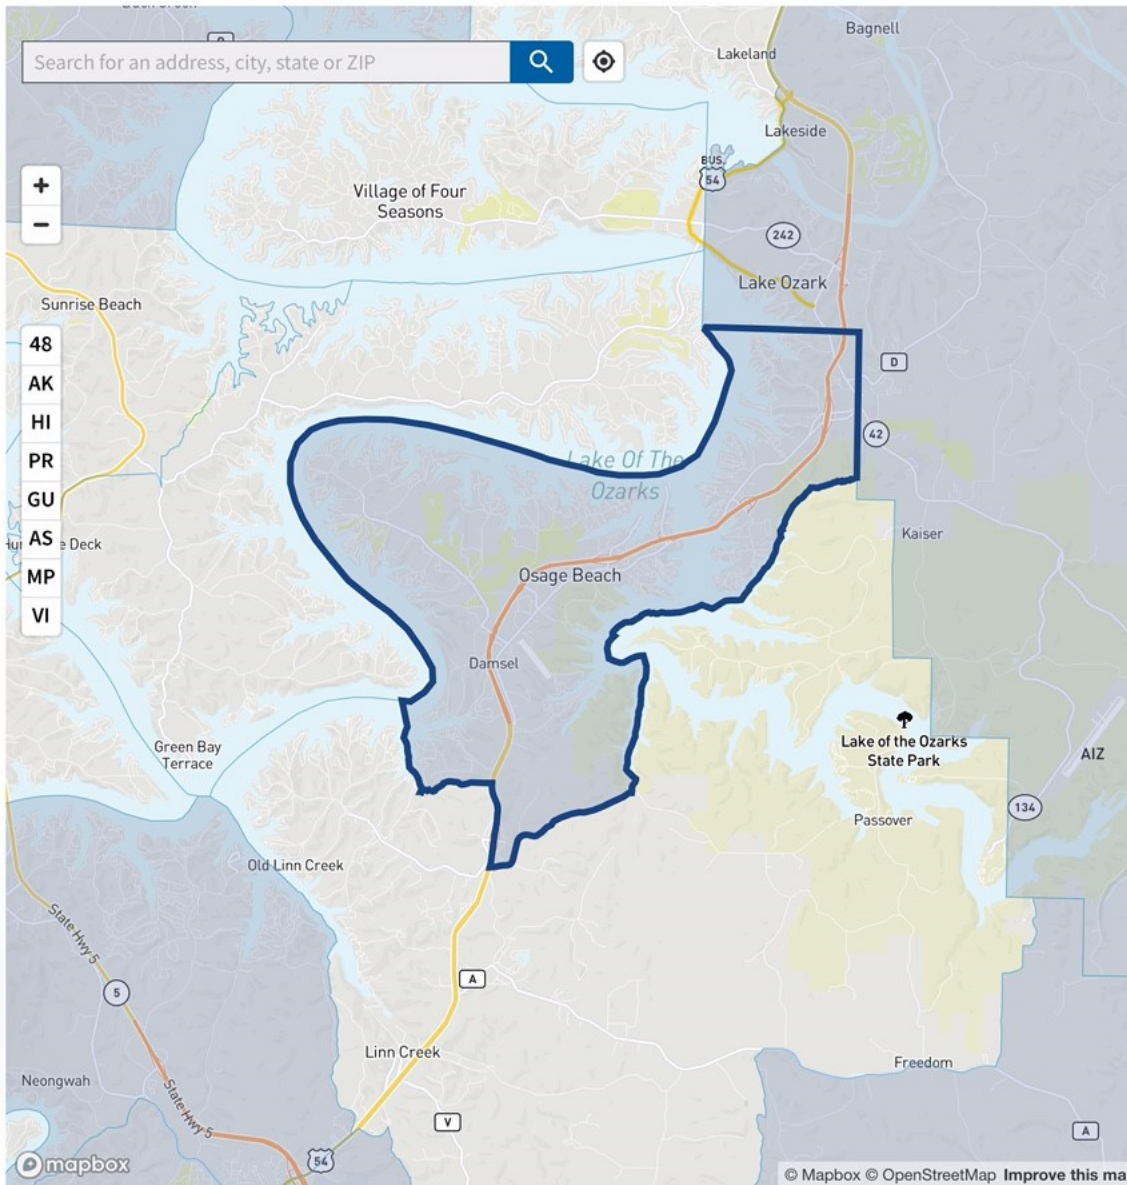 Bagnell
Lakeland
Search for an address, city, state or ZIP
Lakeside
BUS.
54
+
Village of Four
Seasons
−
242
Lake Ozark
Sunrise Beach
48
D
AK
HI
42
PR
Lake Of The
Ozarks
GU
AS
Kaiser
e Deck
MP
Osage Beach
VI
Damsel
Lake of the Ozarks
State Park
Green Bay
Terrace
AIZ
134
Passover
Old Linn Creek
State Hwy 5
A
5
Linn Creek
Freedom
Neongwah
State Hwy 5
V
A
54
mapbox
© Mapbox © OpenStreetMap Improve this ma